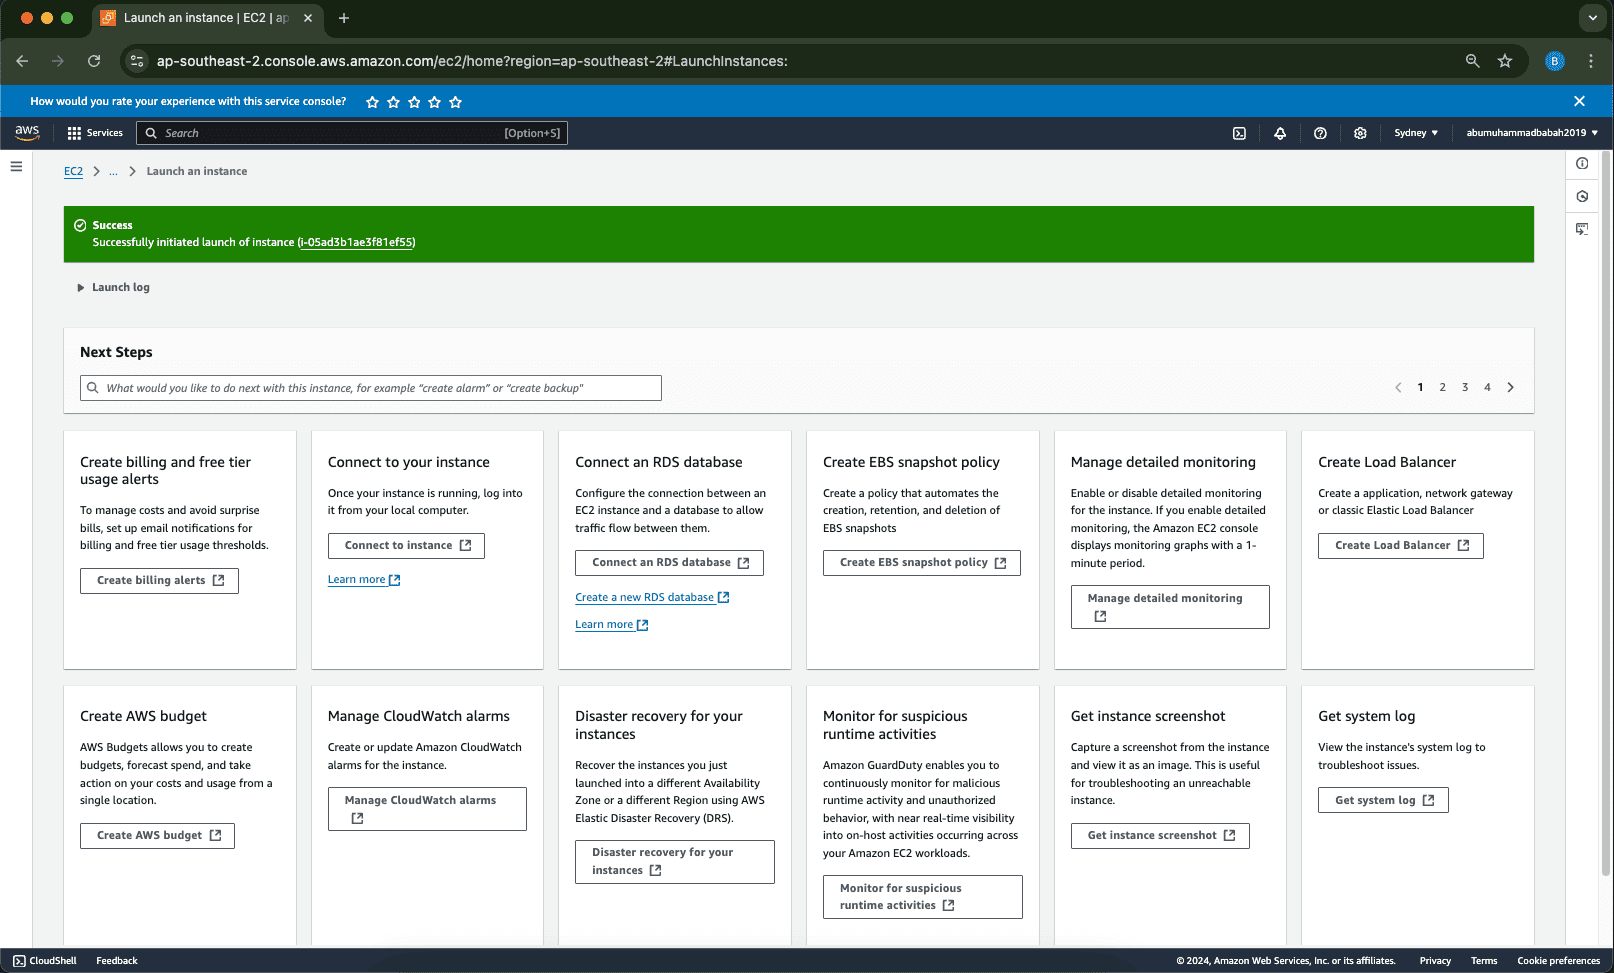 Launch an instance | EC2 | ap
ap-southeast-2.console.aws.amazon.com/ec2/home?region=ap-southeast-2#LaunchInstances:
B
How would you rate your experience with this service console?
aws
Services
Search
[Option+S]
Sydney
abumuhammadbabah2019
EC2
...
Launch an instance
Success
Successfully initiated launch of instance (i-05ad3b1ae3f81ef55)
Launch log
Next Steps
What would you like to do next with this instance, for example "create alarm" or "create backup"
1 2 3 4
Create billing and free tier
usage alerts
To manage costs and avoid surprise
bills, set up email notifications for
billing and free tier usage thresholds.
Create billing alerts
Connect to your instance
Once your instance is running, log into
it from your local computer.
Connect to instance
Learn more
Connect an RDS database
Configure the connection between an
EC2 instance and a database to allow
traffic flow between them.
Connect an RDS database
Create a new RDS database
Learn more
Create EBS snapshot policy
Create a policy that automates the
creation, retention, and deletion of
EBS snapshots
Create EBS snapshot policy
Manage detailed monitoring
Enable or disable detailed monitoring
for the instance. If you enable detailed
monitoring, the Amazon EC2 console
displays monitoring graphs with a 1-
minute period.
Manage detailed monitoring
Create Load Balancer
Create a application, network gateway
or classic Elastic Load Balancer
Create Load Balancer
Create AWS budget
AWS Budgets allows you to create
budgets, forecast spend, and take
action on your costs and usage from a
single location.
Create AWS budget
Manage CloudWatch alarms
Create or update Amazon CloudWatch
alarms for the instance.
Manage CloudWatch alarms
Disaster recovery for your
instances
Recover the instances you just
launched into a different Availability
Zone or a different Region using AWS
Elastic Disaster Recovery (DRS).
Disaster recovery for your
instances
Monitor for suspicious
runtime activities
Amazon GuardDuty enables you to
continuously monitor for malicious
runtime activity and unauthorized
behavior, with near real-time visibility
into on-host activities occurring across
your Amazon EC2 workloads.
Monitor for suspicious
runtime activities
Get instance screenshot
Capture a screenshot from the instance
and view it as an image. This is useful
for troubleshooting an unreachable
instance.
Get instance screenshot
Get system log
View the instance's system log to
troubleshoot issues.
Get system log
CloudShell
Feedback
© 2024, Amazon Web Services, Inc. or its affiliates.
Privacy
Terms
Cookie preferences